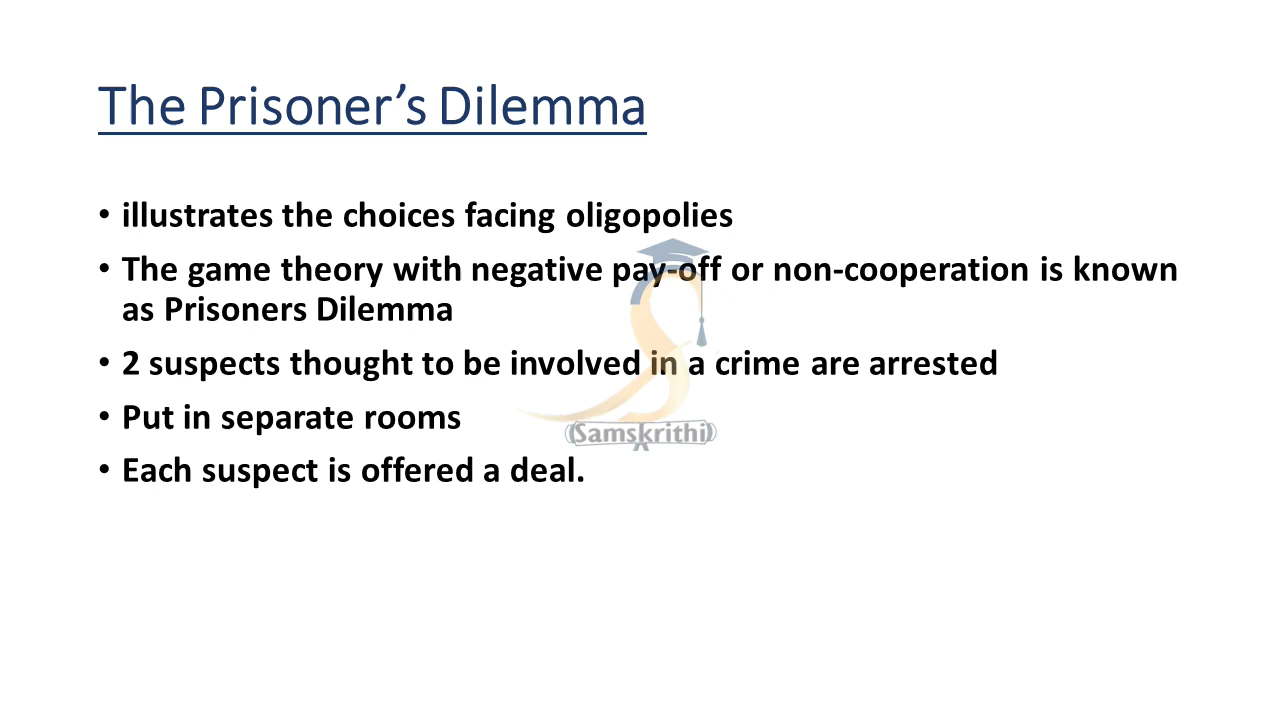 The Prisoner’s Dilemma
• illustrates the choices facing oligopolies
• The game theory with negative pay-off or non-cooperation is known
as Prisoners Dilemma
• 2 suspects thought to be involved in a crime are arrested
• Put in separate rooms
• Each suspect is offered a deal.
Samskrithi